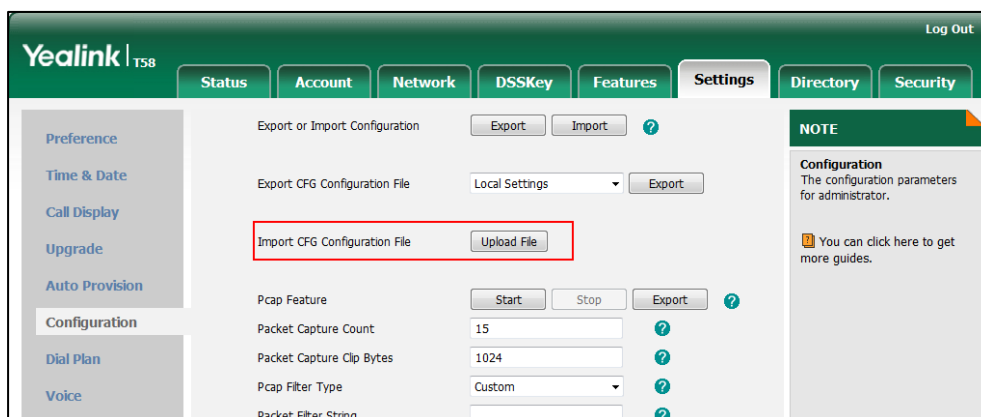 Log Out
Yealink T58
Status Account Network DSSKey Features Settings Directory Security
Preference
Time & Date
Call Display
Upgrade
Auto Provision
Configuration
Dial Plan
Voice
Export or Import Configuration Export Import ?
Export CFG Configuration File Local Settings Export
Import CFG Configuration File Upload File
Pcap Feature Start Stop Export ?
Packet Capture Count 15 ?
Packet Capture Clip Bytes 1024 ?
Pcap Filter Type Custom ?
Packet Filter String ?
NOTE
Configuration
The configuration parameters
for administrator.
? You can click here to get
more guides.